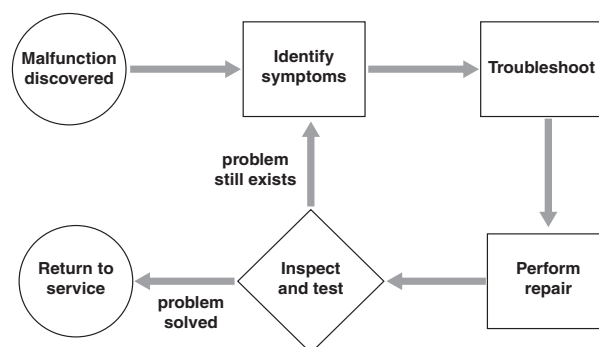 Malfunction
discovered
Identify
symptoms
Troubleshoot
problem
still exists
Return to
service
problem
solved
Inspect
and test
Perform
repair